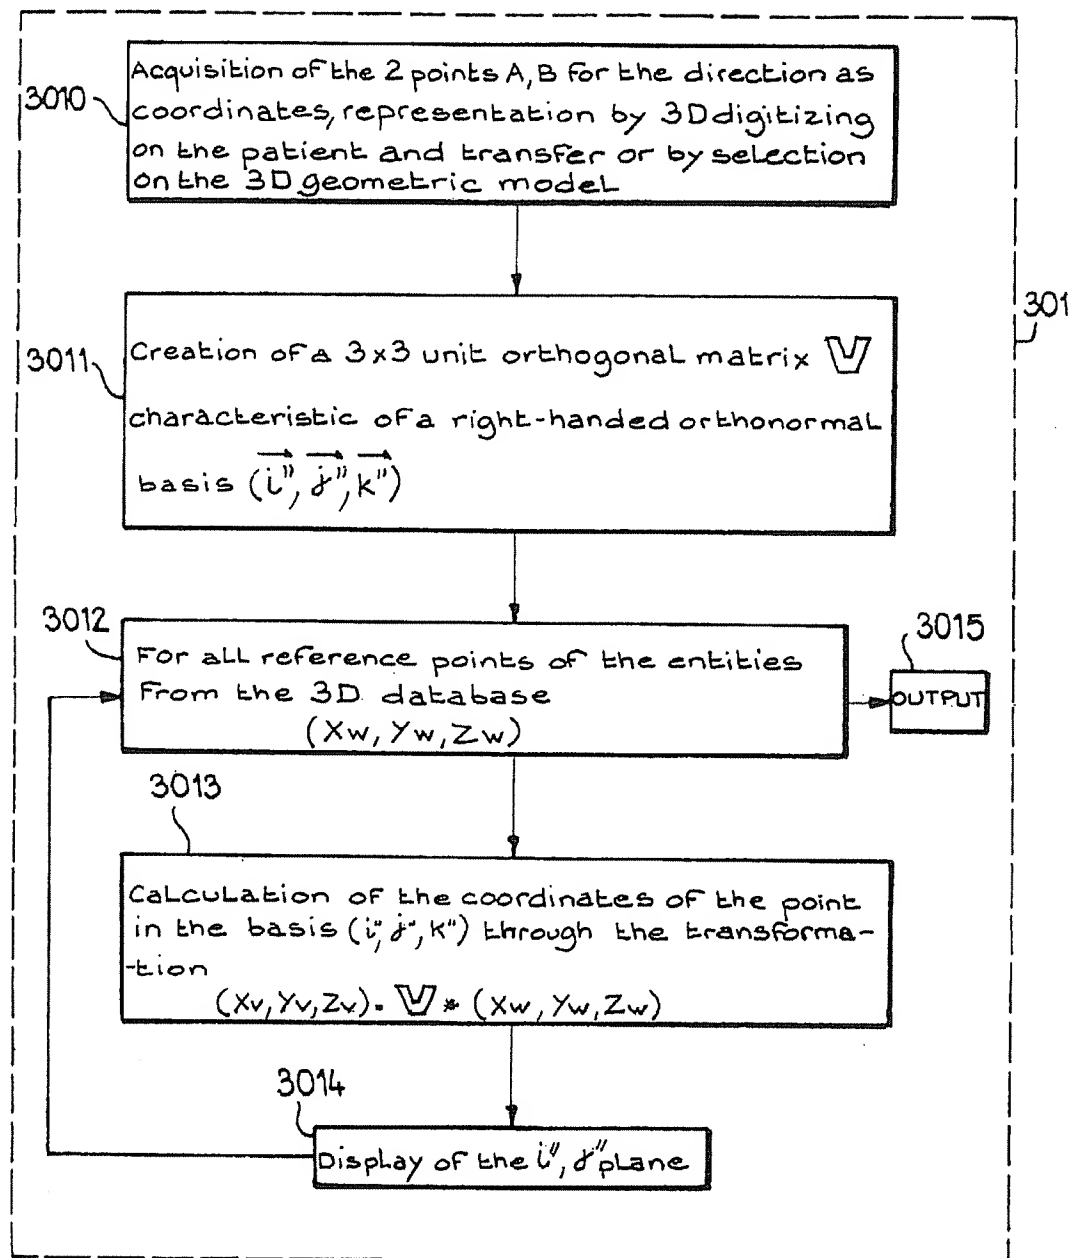 3010
Acquisition of the 2 points A, B for the direction as
coordinates, representation by 3D digitizing
on the patient and transfer or by selection
on the 3D geometric model
301
3011
Creation of a 3x3 unit orthogonal matrix V
characteristic of a right-handed orthonormal
basis (i'', j'', k'')
3012
For all reference points of the entities
From the 3D database
(Xw, Yw, Zw)
3015
OUTPUT
3013
Calculation of the coordinates of the point
in the basis (i'', j'', k'') through the transforma-
-tion
(Xv, Yv, Zv) = V * (Xw, Yw, Zw)
3014
Display of the i'', j'' plane